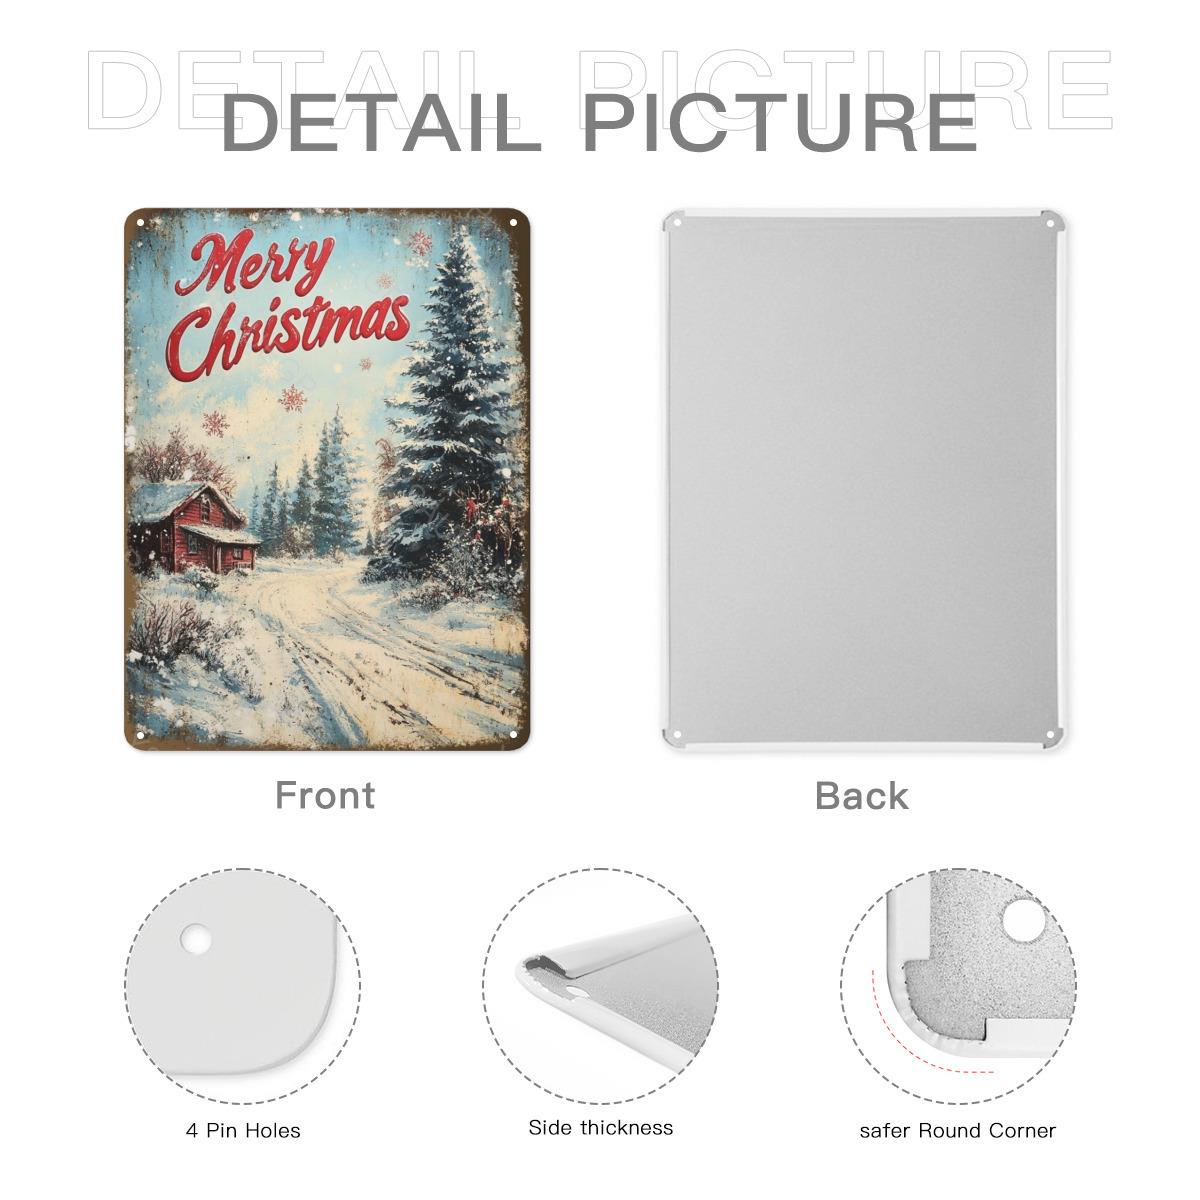 DETAIL PICTURE
DETAIL PICTURE
Merry
Christmas
Front
Back
4 Pin Holes
Side thickness
safer Round Corner